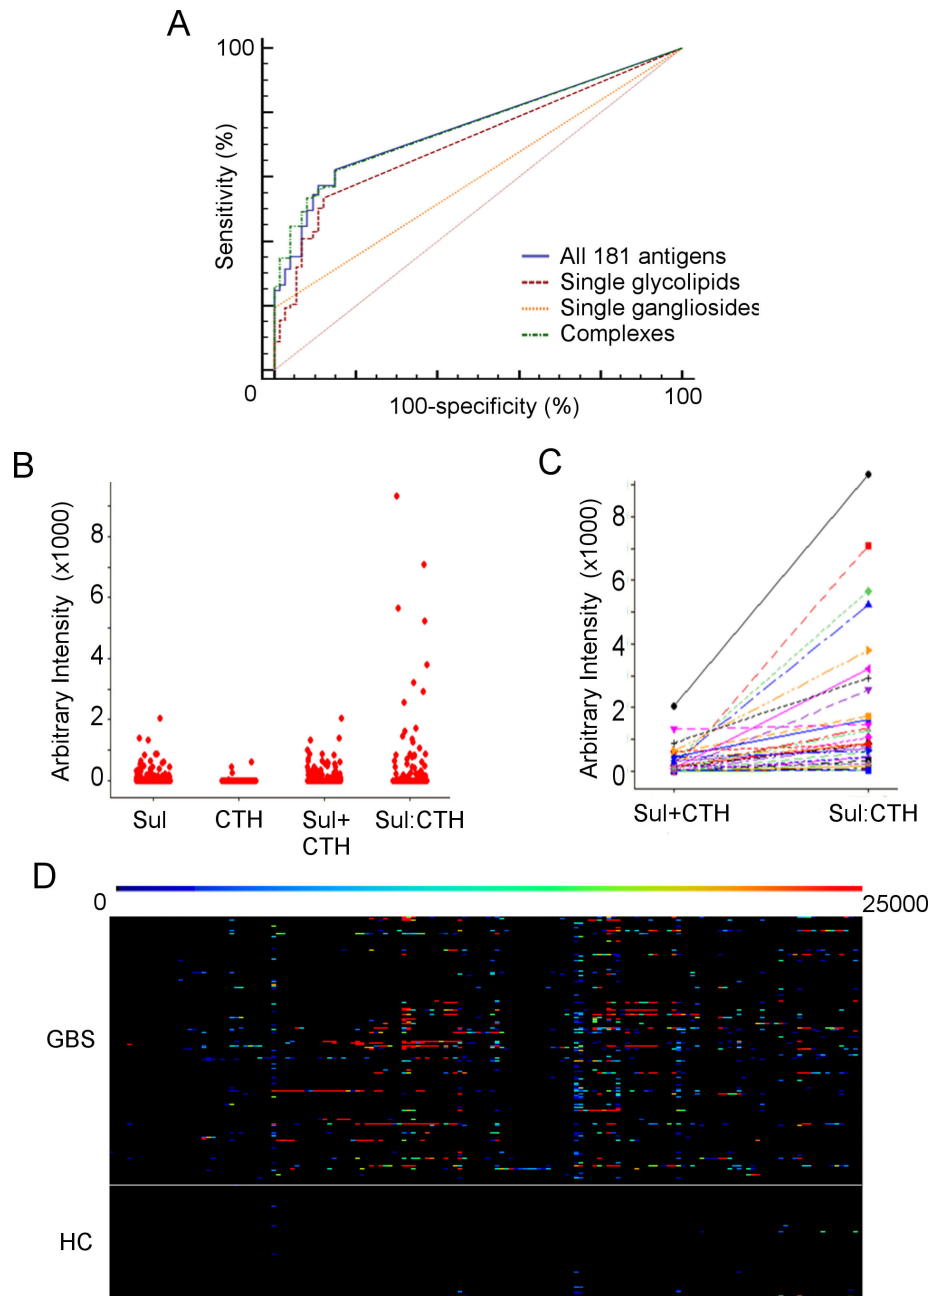 A
100
Sensitivity (%)
All 181 antigens
Single glycolipids
Single gangliosides
Complexes
0
100-specificity (%)
100
B
Arbitrary Intensity (x1000)
8
6
4
2
0
Sul
CTH
Sul+
CTH
Sul:CTH
C
Arbitrary Intensity (x1000)
8
6
4
2
0
Sul+CTH
Sul:CTH
D
0
25000
GBS
HC